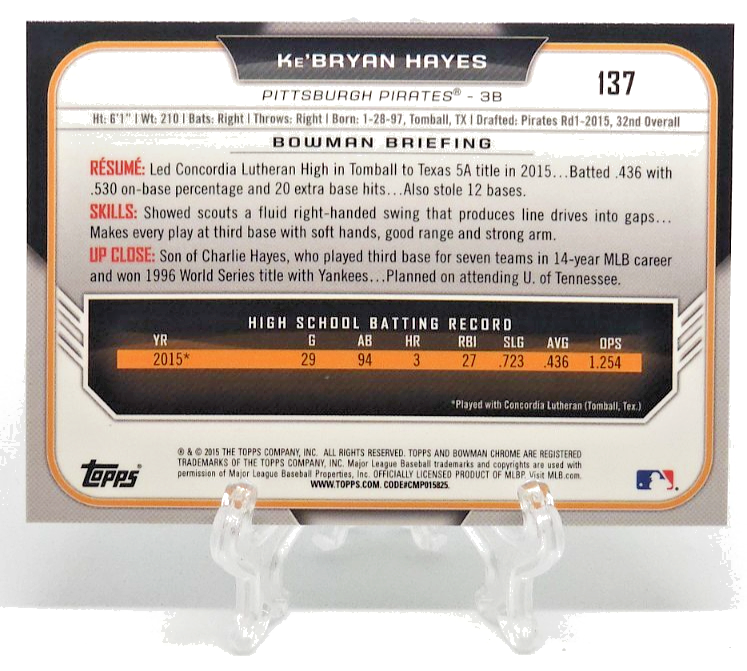 Ke'BRYAN HAYES
137
PITTSBURGH PIRATES® - 3B
Ht: 6'1" | Wt: 210 | Bats: Right | Throws: Right | Born: 1-28-97, Tomball, TX | Drafted: Pirates Rd1-2015, 32nd Overall
BOWMAN BRIEFING
RÉSUMÉ: Led Concordia Lutheran High in Tomball to Texas 5A title in 2015...Batted .436 with
.530 on-base percentage and 20 extra base hits...Also stole 12 bases.
SKILLS: Showed scouts a fluid right-handed swing that produces line drives into gaps...
Makes every play at third base with soft hands, good range and strong arm.
UP CLOSE: Son of Charlie Hayes, who played third base for seven teams in 14-year MLB career
and won 1996 World Series title with Yankees...Planned on attending U. of Tennessee.
HIGH SCHOOL BATTING RECORD
YR G AB HR RBI SLG AVG OPS
2015* 29 94 3 27 .723 .436 1.254
*Played with Concordia Lutheran (Tomball, Tex.)
® & © 2015 THE TOPPS COMPANY, INC. ALL RIGHTS RESERVED. TOPPS AND BOWMAN CHROME ARE REGISTERED
TRADEMARKS OF THE TOPPS COMPANY, INC. Major League Baseball trademarks and copyrights are used with
permission of Major League Baseball Properties, Inc. OFFICIALLY LICENSED PRODUCT OF MLBP. Visit MLB.com.
WWW.TOPPS.COM. CODE#CMP015825.
Topps®